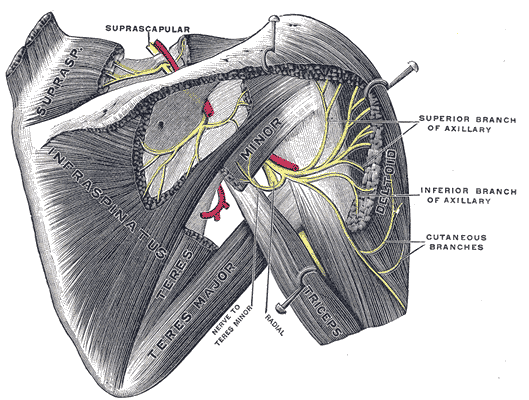 SUPRASCAPULAR
SUPRASP.
MINOR
SUPERIOR BRANCH
OF AXILLARY
DELTOID
INFRASPINATUS
INFERIOR BRANCH
OF AXILLARY
CUTANEOUS
BRANCHES
TERES
TERES MAJOR
NERVE TO
TERES MINOR
RADIAL
TRICEPS